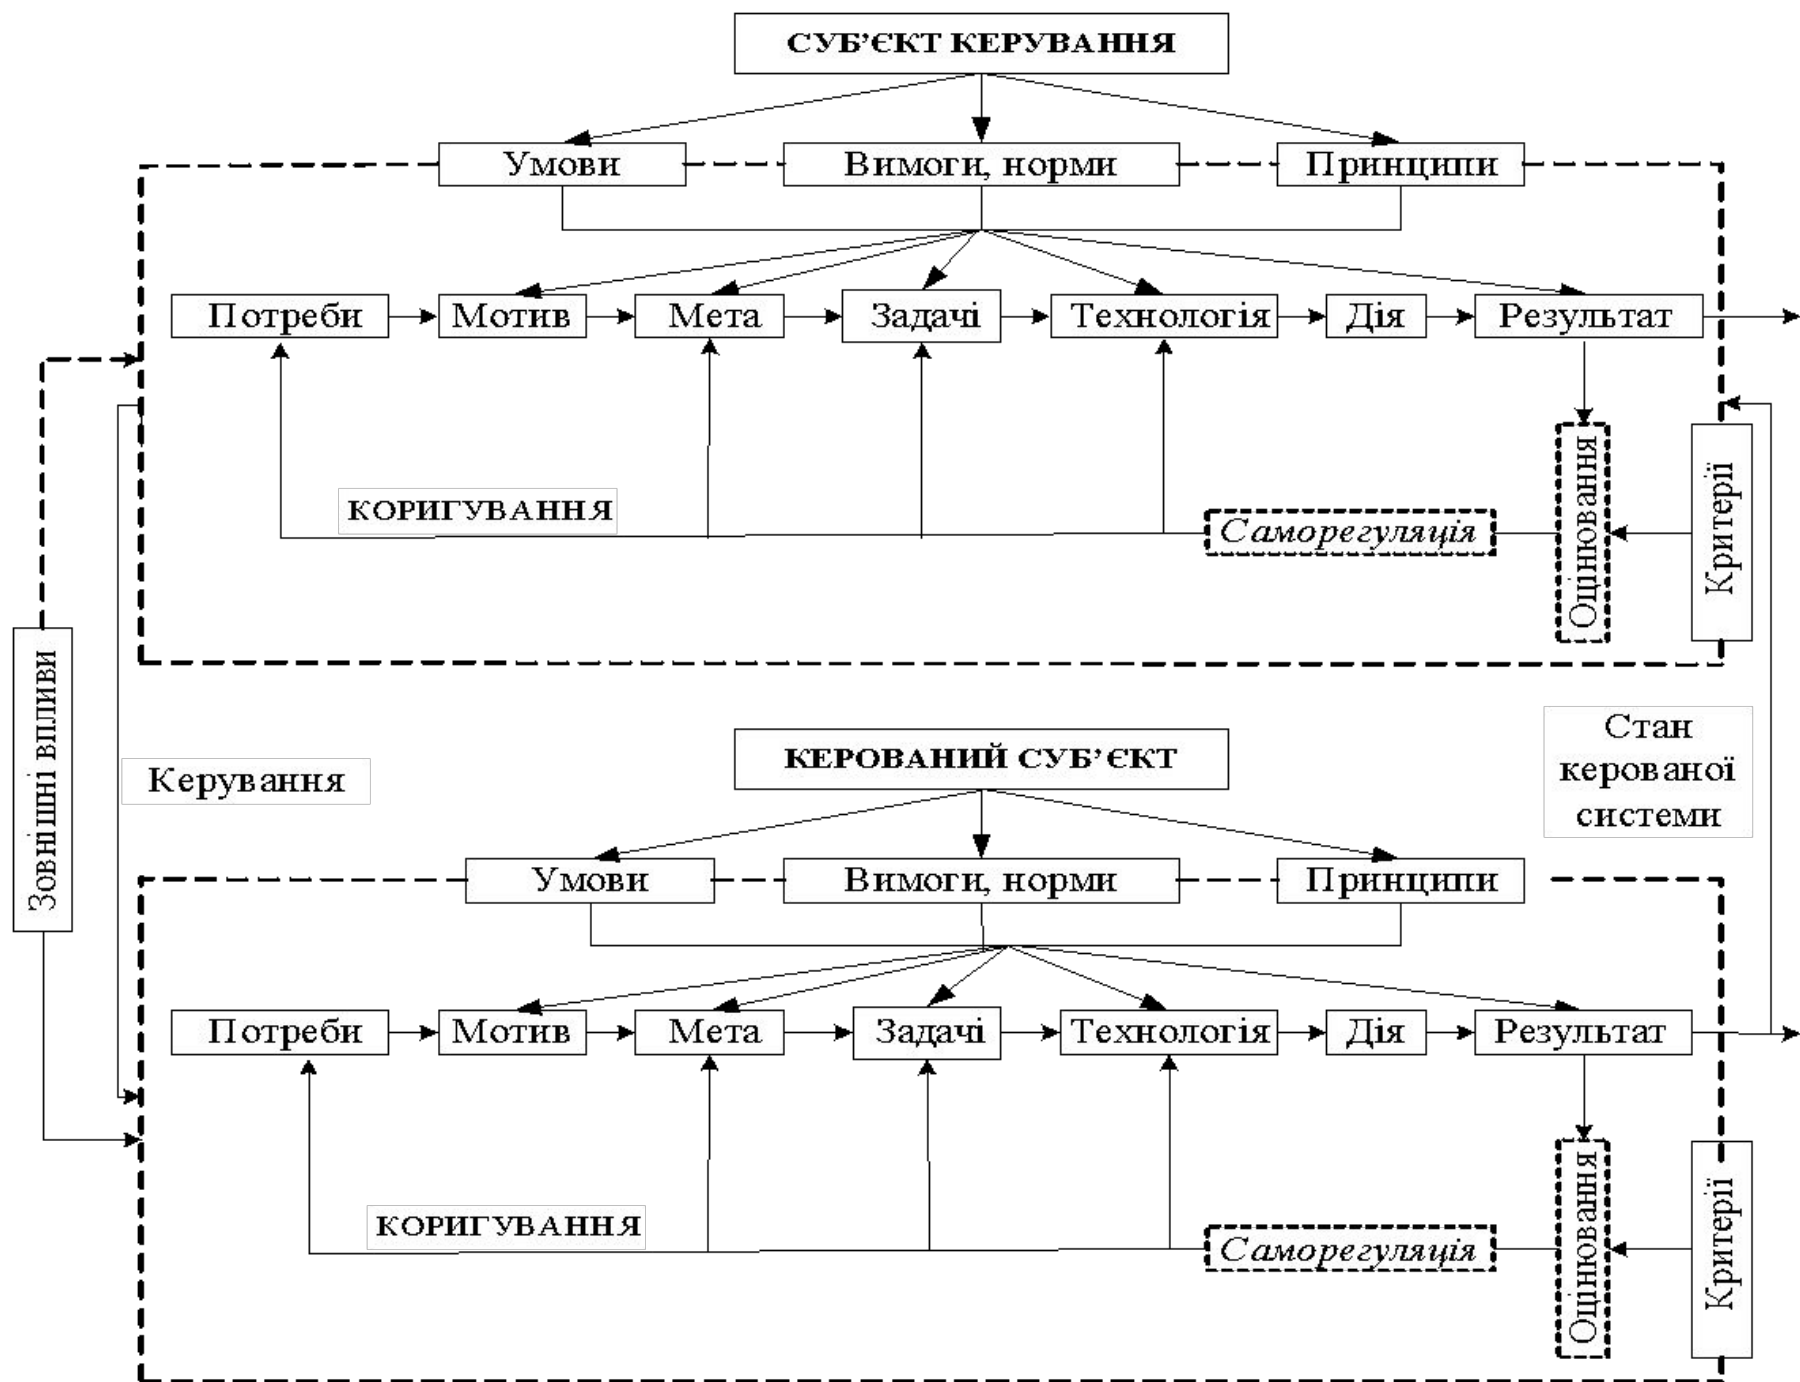 СУБ’ЄКТ КЕРУВАННЯ
Умови
Вимоги, норми
Принципи
Потреби
Мотив
Мета
Задачі
Технологія
Дія
Результат
КОРИГУВАННЯ
Саморегуляція
Оцінювання
Критерії
Зовнішні впливи
Керування
Стан
керованої
системи
КЕРОВАНИЙ СУБ’ЄКТ
Умови
Вимоги, норми
Принципи
Потреби
Мотив
Мета
Задачі
Технологія
Дія
Результат
КОРИГУВАННЯ
Саморегуляція
Оцінювання
Критерії